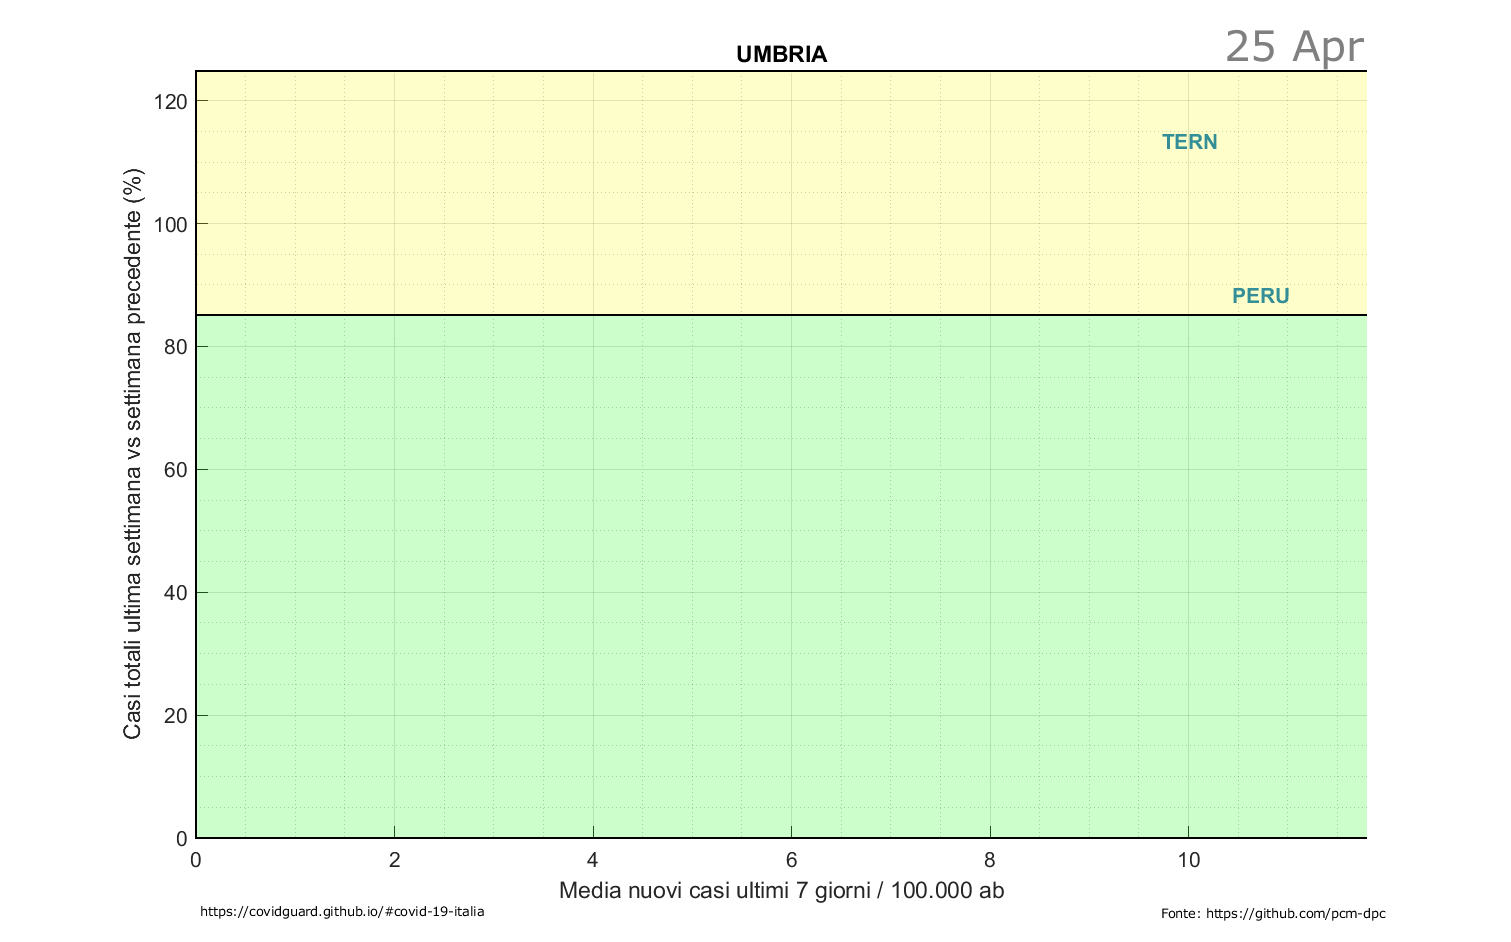 25 Apr
UMBRIA
120
100
80
60
40
20
0
Casi totali ultima settimana vs settimana precedente (%)
TERN
PERU
0 2 4 6 8 10
Media nuovi casi ultimi 7 giorni / 100.000 ab
https://covidguard.github.io/#covid-19-italia
Fonte: https://github.com/pcm-dpc